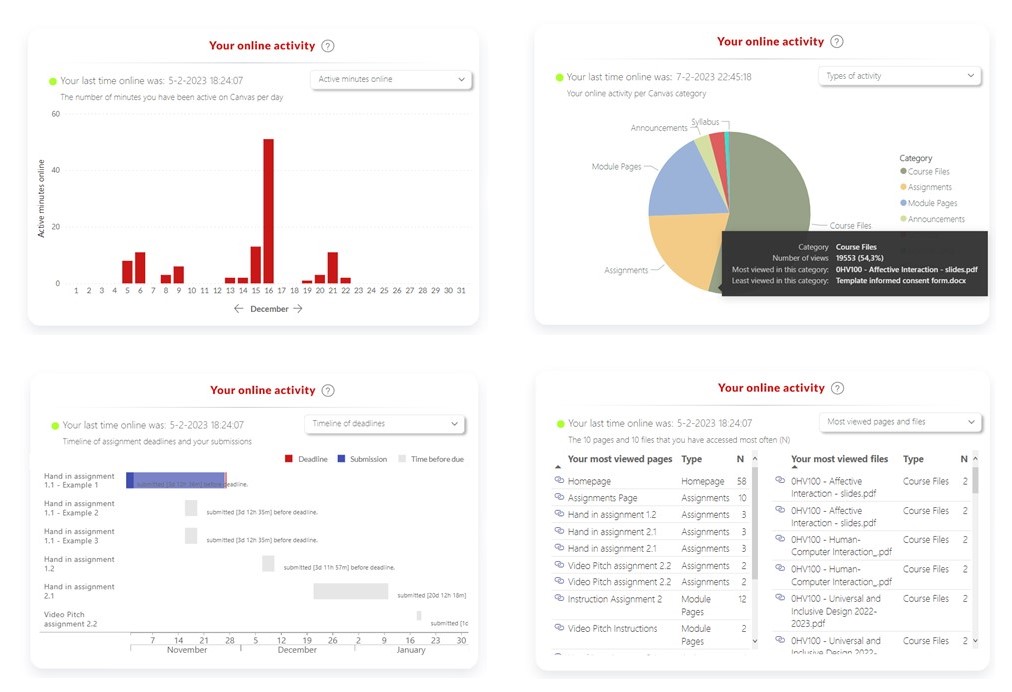 Your online activity ?
Your last time online was: 5-2-2023 18:24:07
Active minutes online
The number of minutes you have been active on Canvas per day
Active minutes online
60
40
20
0
1 2 3 4 5 6 7 8 9 10 11 12 13 14 15 16 17 18 19 20 21 22 23 24 25 26 27 28 29 30 31
← December →
Your online activity ?
Your last time online was: 7-2-2023 22:45:18
Types of activity
Your online activity per Canvas category
Syllabus
Announcements
Module Pages
Assignments
Course Files
Category
Course Files
Assignments
Module Pages
Announcements
Category Course Files
Number of views 19553 (54,3%)
Most viewed in this category: 0HV100 - Affective Interaction - slides.pdf
Least viewed in this category: Template informed consent form.docx
Your online activity ?
Your last time online was: 5-2-2023 18:24:07
Timeline of deadlines
Timeline of assignment deadlines and your submissions
Deadline Submission Time before due
Hand in assignment
1.1 - Example 1
deadline.
Hand in assignment
1.1 - Example 2
submitted [3d 12h 35m] before deadline.
Hand in assignment
1.1 - Example 3
submitted [3d 12h 35m] before deadline.
Hand in assignment
1.2
submitted [3d 11h 57m] before deadline.
Hand in assignment
2.1
submitted [20d 12h 18m]
Video Pitch
assignment 2.2
submitted [1d
7 14 21 28 5 12 19 26 2 9 16 23 30
November December January
Your online activity ?
Your last time online was: 5-2-2023 18:24:07
Most viewed pages and files
The 10 pages and 10 files that you have accessed most often (N)
Your most viewed pages Type N
Homepage Homepage 58
Assignments Page Assignments 10
Hand in assignment 1.2 Assignments 3
Hand in assignment 2.1 Assignments 3
Hand in assignment 2.1 Assignments 3
Video Pitch assignment 2.2 Assignments 2
Video Pitch assignment 2.2 Assignments 2
Instruction Assignment 2 Module Pages 12
Video Pitch Instructions Module Pages 2
Your most viewed files Type N
0HV100 - Affective Interaction - slides.pdf Course Files 2
0HV100 - Affective Interaction - slides.pdf Course Files 2
0HV100 - Human-Computer Interaction_.pdf Course Files 2
0HV100 - Human-Computer Interaction_.pdf Course Files 2
0HV100 - Universal and Inclusive Design 2022-2023.pdf Course Files 2
0HV100 - Universal and Inclusive Design 2022- Course Files 2